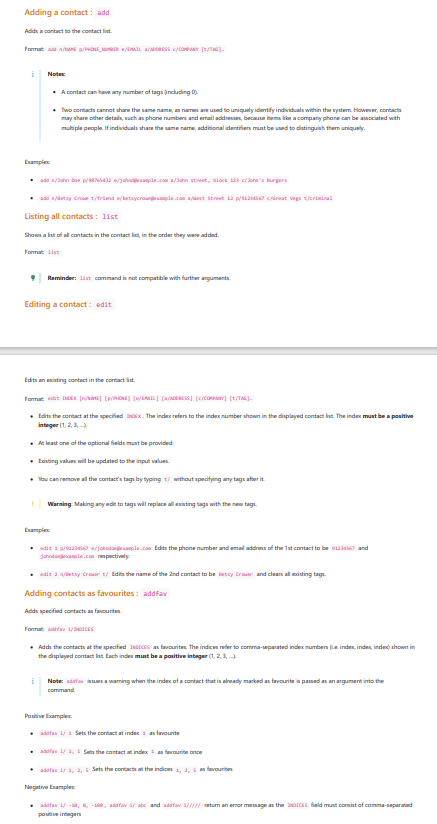 Adding a contact : add
Adds a contact to the contact list.
Format: add n/NAME p/PHONE_NUMBER e/EMAIL a/ADDRESS c/COMPANY [t/TAG]…
Notes:
• A contact can have any number of tags (including 0).
• Two contacts cannot share the same name, as names are used to uniquely identify individuals within the system. However, contacts
may share other details, such as phone numbers and email addresses, because items like a company phone can be associated with
multiple people. If individuals share the same name, additional identifiers must be used to distinguish them uniquely.
Examples:
• add n/John Doe p/98765432 e/johnd@example.com a/John street, block 123 c/John's Burgers
• add n/Betsy Crowe t/friend e/betsycrowe@example.com a/West Street 12 p/91234567 c/Great Vegs t/criminal
Listing all contacts : list
Shows a list of all contacts in the contact list, in the order they were added.
Format: list
Reminder: list command is not compatible with further arguments.
Editing a contact : edit
Edits an existing contact in the contact list.
Format: edit INDEX [n/NAME] [p/PHONE] [e/EMAIL] [a/ADDRESS] [c/COMPANY] [t/TAG]…
• Edits the contact at the specified INDEX . The index refers to the index number shown in the displayed contact list. The index must be a positive
integer (1, 2, 3, …).
• At least one of the optional fields must be provided.
• Existing values will be updated to the input values.
• You can remove all the contact's tags by typing t/ without specifying any tags after it.
! Warning: Making any edit to tags will replace all existing tags with the new tags.
Examples:
• edit 1 p/91234567 e/johndoe@example.com Edits the phone number and email address of the 1st contact to be 91234567 and
johndoe@example.com respectively.
• edit 2 n/Betsy Crower t/ Edits the name of the 2nd contact to be Betsy Crower and clears all existing tags.
Adding contacts as favourites : addfav
Adds specified contacts as favourites.
Format: addfav i/INDICES
• Adds the contacts at the specified INDICES as favourites. The indices refer to comma-separated index numbers (i.e. index, index, index) shown in
the displayed contact list. Each index must be a positive integer (1, 2, 3, …).
Note: addfav issues a warning when the index of a contact that is already marked as favourite is passed as an argument into the
command.
Positive Examples:
• addfav i/ 1 Sets the contact at index 1 as favourite
• addfav i/ 1, 1 Sets the contact at index 1 as favourite once
• addfav i/ 1, 2, 5 Sets the contacts at the indices 1, 2, 5 as favourites
Negative Examples:
• addfav i/ -10, 0, -100, addfav i/ abc and addfav i///// return an error message as the INDICES field must consist of comma-separated
positive integers